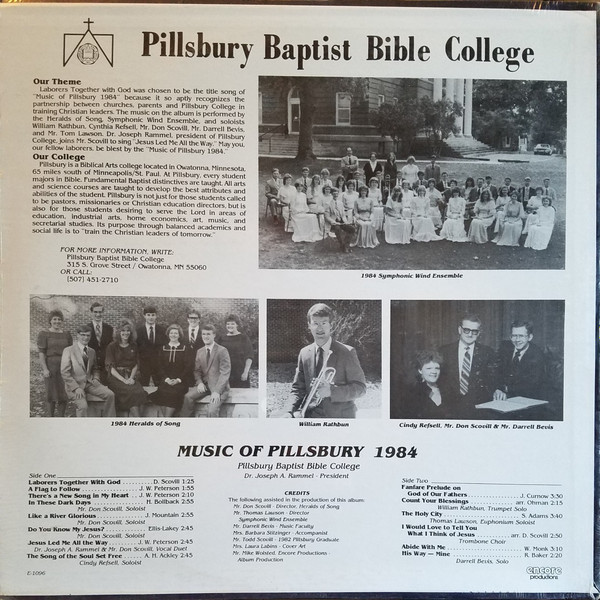 Pillsbury Baptist Bible College
Our Theme
Laborers Together with God was chosen to be the title song of
"Music of Pillsbury 1984" because it so aptly recognizes the
partnership between churches, parents and Pillsbury College in
training Christian leaders. The music on the album is performed by
the Heralds of Song, Symphonic Wind Ensemble, and soloists
William Rathbun, Cynthia Refsell, Mr. Don Scovill, Mr. Darrell Bevis,
and Mr. Tom Lawson. Dr. Joseph Rammel, president of Pillsbury
College, joins Mr. Scovill to sing "Jesus Led Me All the Way." May you,
our fellow laborers, be blest by the "Music of Pillsbury 1984."
Our College
Pillsbury is a Biblical Arts college located in Owatonna, Minnesota,
65 miles south of Minneapolis/St. Paul. At Pillsbury, every student
majors in Bible. Fundamental Baptist distinctives are taught. All arts
and science courses are taught to develop the best attributes and
abilities of the student. Pillsbury is not just for those students called
to be pastors, missionaries or Christian education directors, but is
also for those students desiring to serve the Lord in areas of
education, industrial arts, home economics, art, music, and
secretarial studies. Its purpose through balanced academics and
social life is to "train the Christian leaders of tomorrow."
FOR MORE INFORMATION, WRITE:
Pillsbury Baptist Bible College
315 S. Grove Street / Owatonna, MN 55060
OR CALL:
(507) 451-2710
1984 Symphonic Wind Ensemble
1984 Heralds of Song
William Rathbun
Cindy Refsell, Mr. Don Scovill & Mr. Darrell Bevis
MUSIC OF PILLSBURY 1984
Pillsbury Baptist Bible College
Dr. Joseph A. Rammel - President
Side One
Laborers Together With God . . . . . . . . D. Scovill 1:25
A Flag to Follow . . . . . . . . J. W. Peterson 1:55
There's a New Song in My Heart . . J. W. Peterson 2:10
In These Dark Days . . . . . . . . H. Bollback 2:55
Mr. Don Scovill, Soloist
Like a River Glorious . . . . . . . . J. Mountain 2:55
Mr. Don Scovill, Soloist
Do You Know My Jesus? . . . . . . . . Ellis-Lakey 2:45
Mr. Don Scovill, Soloist
Jesus Led Me All the Way . . . . . . . . J. W. Peterson 2:45
Dr. Joseph A. Rammel & Mr. Don Scovill, Vocal Duet
The Song of the Soul Set Free . . . . A. H. Ackley 2:45
Cindy Refsell, Soloist
CREDITS
The following assisted in the production of this album:
Mr. Don Scovill - Director, Heralds of Song
Mr. Thomas Lawson - Director
Symphonic Wind Ensemble
Mr. Darrell Bevis - Music Faculty
Mrs. Barbara Stitzinger - Accompanist
Mr. Todd Scovill - 1982 Pillsbury Graduate
Mrs. Laura Labins - Cover Art
Mr. Mike Wolsted, Encore Productions
Album Production
Side Two
Fanfare Prelude on
God of Our Fathers . . . . . . . . J. Curnow 3:30
Count Your Blessings . . . . . . . . arr. Ohman 2:15
William Rathbun, Trumpet Solo
The Holy City . . . . . . . . S. Adams 3:40
Thomas Lawson, Euphonium Soloist
I Would Love to Tell You
What I Think of Jesus . . . . . . . . arr. D. Scovill 2:50
Trombone Choir
Abide With Me . . . . . . . . W. Monk 3:10
His Way — Mine . . . . . . . . R. Baker 2:20
Darrell Bevis, Solo
E-1096
encore
productions